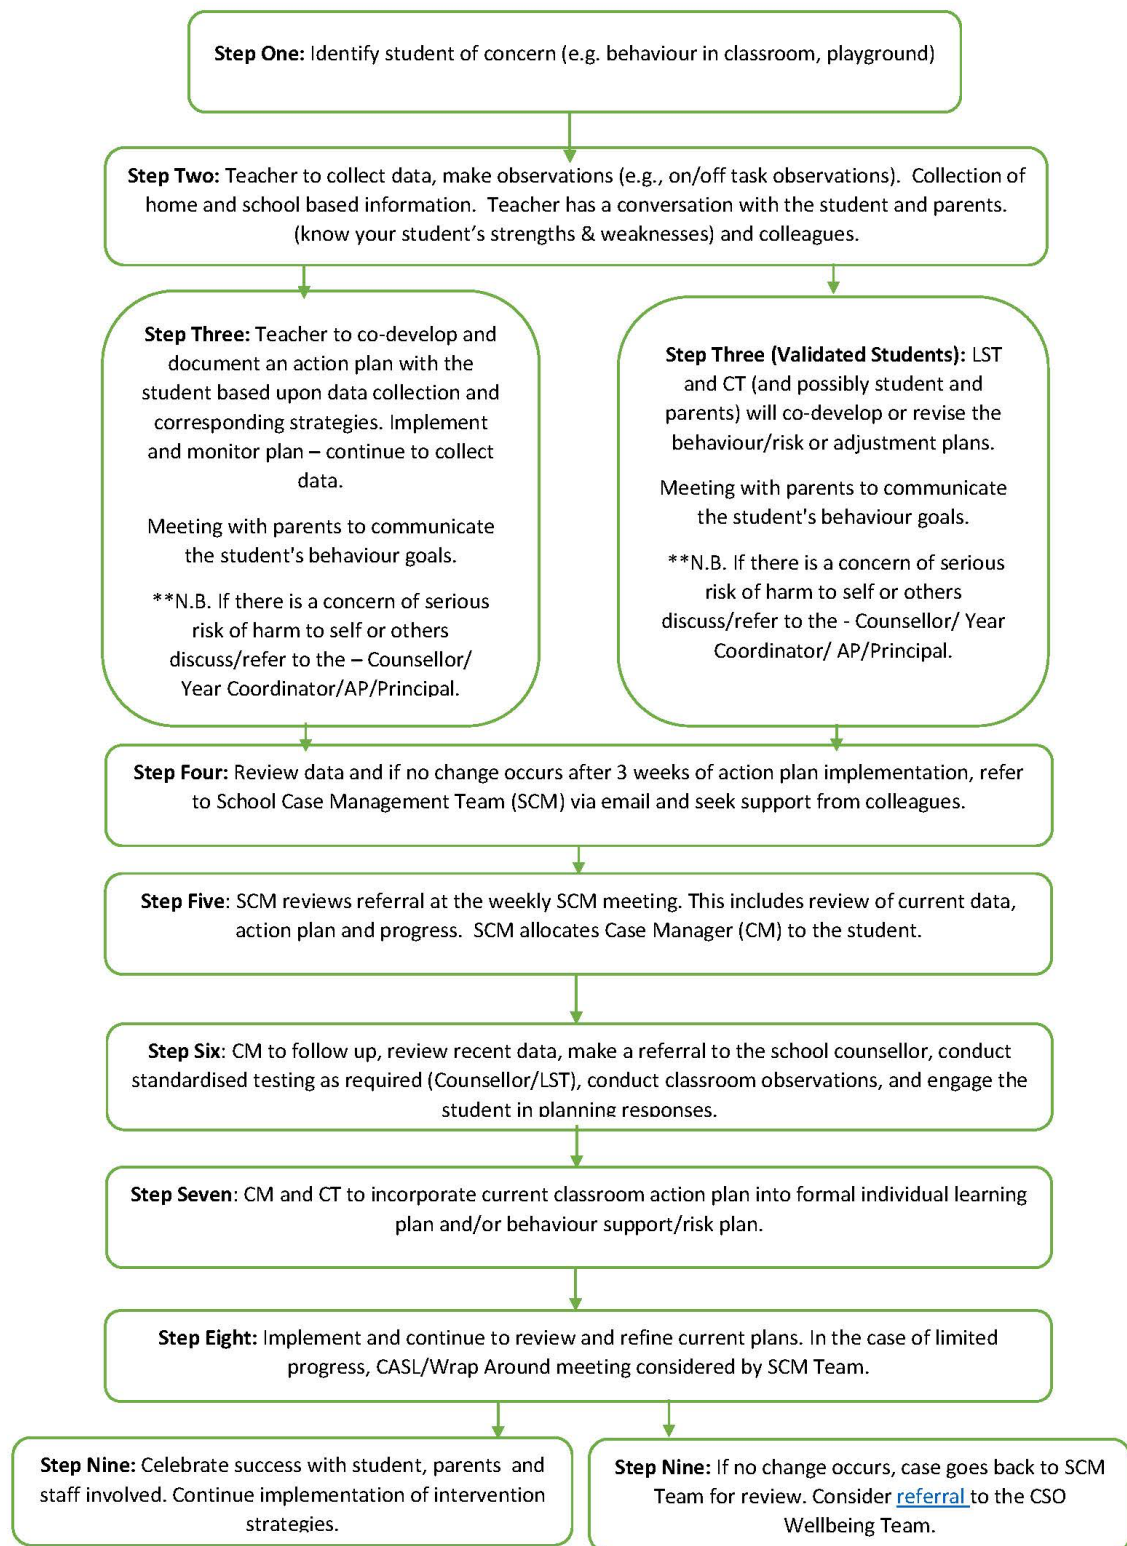 Step One: Identify student of concern (e.g. behaviour in classroom, playground)
Step Two: Teacher to collect data, make observations (e.g., on/off task observations).  Collection of
home and school based information.  Teacher has a conversation with the student and parents.
(know your student’s strengths & weaknesses) and colleagues.
Step Three: Teacher to co-develop and
document an action plan with the
student based upon data collection and
corresponding strategies. Implement
and monitor plan – continue to collect
data.
Meeting with parents to communicate
the student's behaviour goals.
**N.B. If there is a concern of serious
risk of harm to self or others
discuss/refer to the – Counsellor/
Year Coordinator/AP/Principal.
Step Three (Validated Students): LST
and CT (and possibly student and
parents) will co-develop or revise the
behaviour/risk or adjustment plans.
Meeting with parents to communicate
the student's behaviour goals.
**N.B. If there is a concern of serious
risk of harm to self or others
discuss/refer to the - Counsellor/ Year
Coordinator/ AP/Principal.
Step Four: Review data and if no change occurs after 3 weeks of action plan implementation, refer
to School Case Management Team (SCM) via email and seek support from colleagues.
Step Five: SCM reviews referral at the weekly SCM meeting. This includes review of current data,
action plan and progress.  SCM allocates Case Manager (CM) to the student.
Step Six: CM to follow up, review recent data, make a referral to the school counsellor, conduct
standardised testing as required (Counsellor/LST), conduct classroom observations, and engage the
student in planning responses.
Step Seven: CM and CT to incorporate current classroom action plan into formal individual learning
plan and/or behaviour support/risk plan.
Step Eight: Implement and continue to review and refine current plans. In the case of limited
progress, CASL/Wrap Around meeting considered by SCM Team.
Step Nine: Celebrate success with student, parents  and
staff involved. Continue implementation of intervention
strategies.
Step Nine: If no change occurs, case goes back to SCM
Team for review. Consider referral to the CSO
Wellbeing Team.